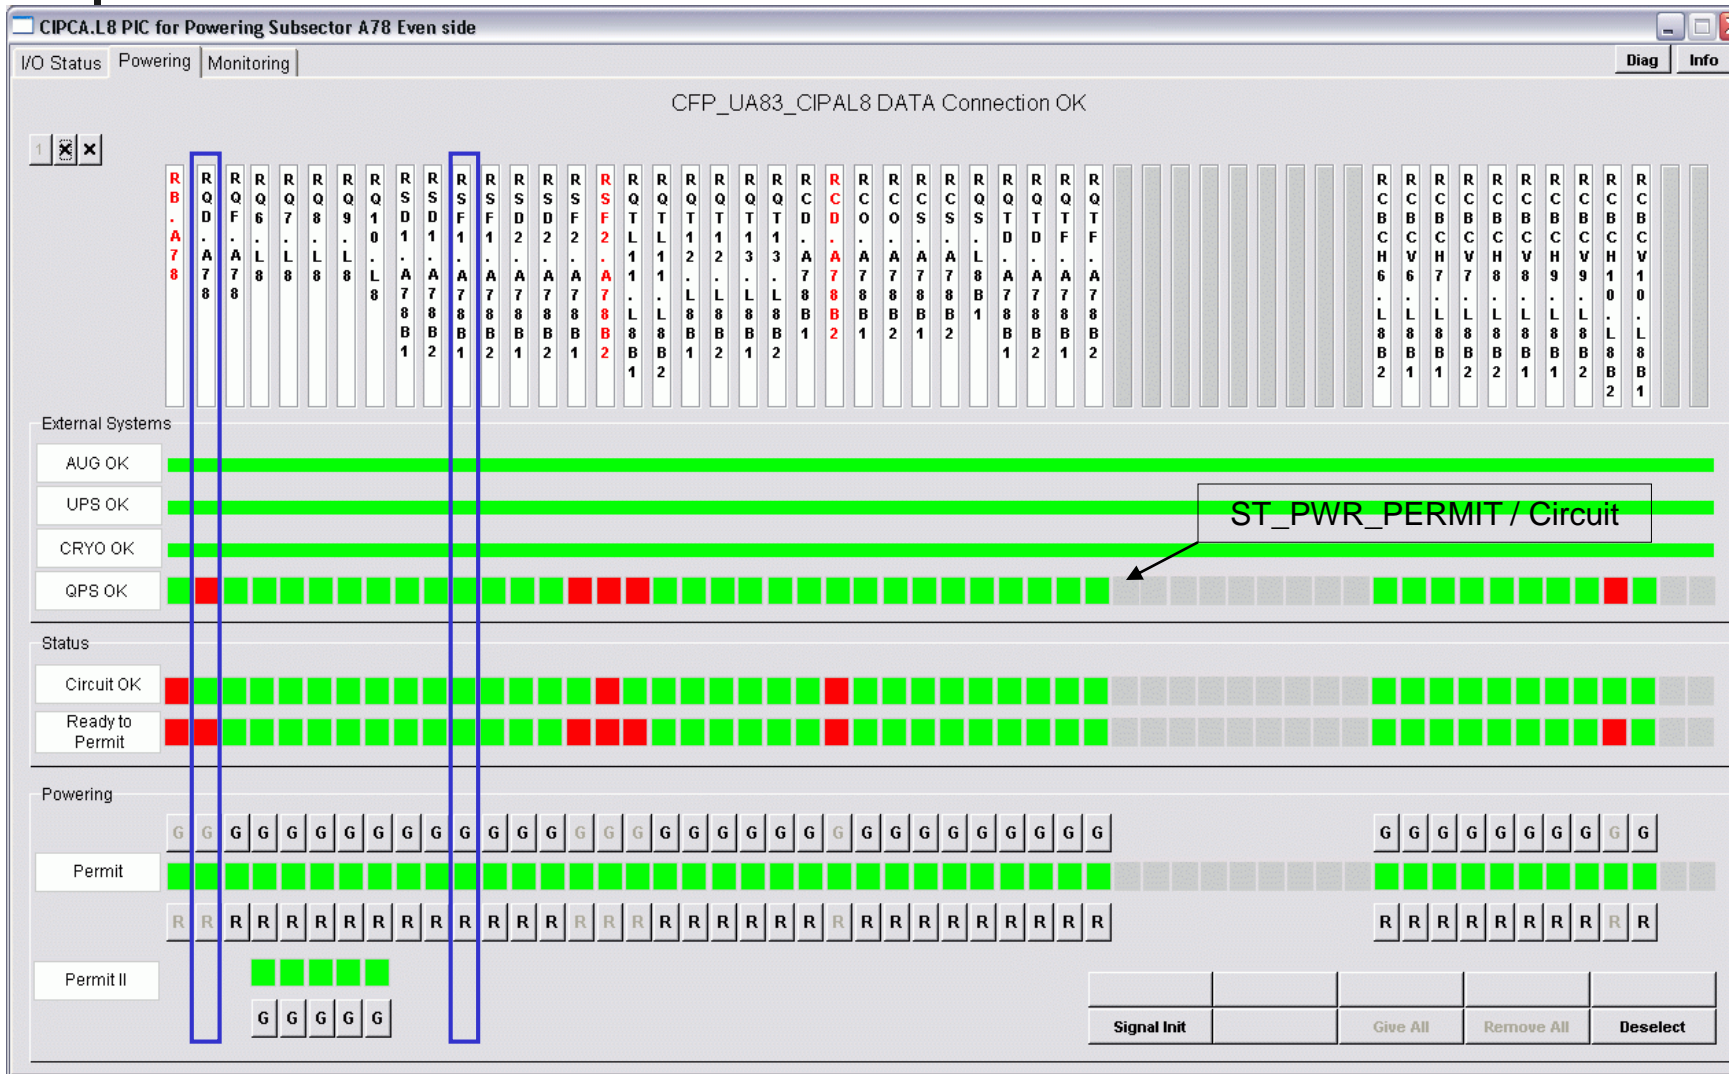 CIPCA.L8 PIC for Powering Subsector A78 Even side
I/O Status Powering Monitoring Diag Info
CFP_UA83_CIPAL8 DATA Connection OK
1
RB.A78
RQD.A78
RQF.A78
RQ6.L8
RQ7.L8
RQ8.L8
RQ9.L8
RQ10.L8
RSD1.A78B1
RSD1.A78B2
RSF1.A78B1
RSF1.A78B2
RSD2.A78B1
RSD2.A78B2
RSF2.A78B1
RSF2.A78B2
RQTL11.L8B1
RQTL11.L8B2
RQT12.L8B1
RQT12.L8B2
RQT13.L8B1
RQT13.L8B2
RCD.A78B1
RCD.A78B2
RCO.A78B1
RCO.A78B2
RCS.A78B1
RCS.A78B2
RQS.L8B1
RQTD.A78B1
RQTD.A78B2
RQTF.A78B1
RQTF.A78B2
RCBCH6.L8B2
RCBCV6.L8B1
RCBCH7.L8B1
RCBCV7.L8B2
RCBCH8.L8B2
RCBCV8.L8B1
RCBCH9.L8B1
RCBCV9.L8B2
RCBCH10.L8B2
RCBCV10.L8B1
External Systems
AUG OK
UPS OK
ST_PWR_PERMIT / Circuit
CRYO OK
QPS OK
Status
Circuit OK
Ready to
Permit
Powering
G G G G G G G G G G G G G G G G G G G G G G G G G G G G G G G G G G G G G G G G G G G
Permit
R R R R R R R R R R R R R R R R R R R R R R R R R R R R R R R R R R R R R R R R R R R
Permit II
G G G G G
Signal Init Give All Remove All Deselect